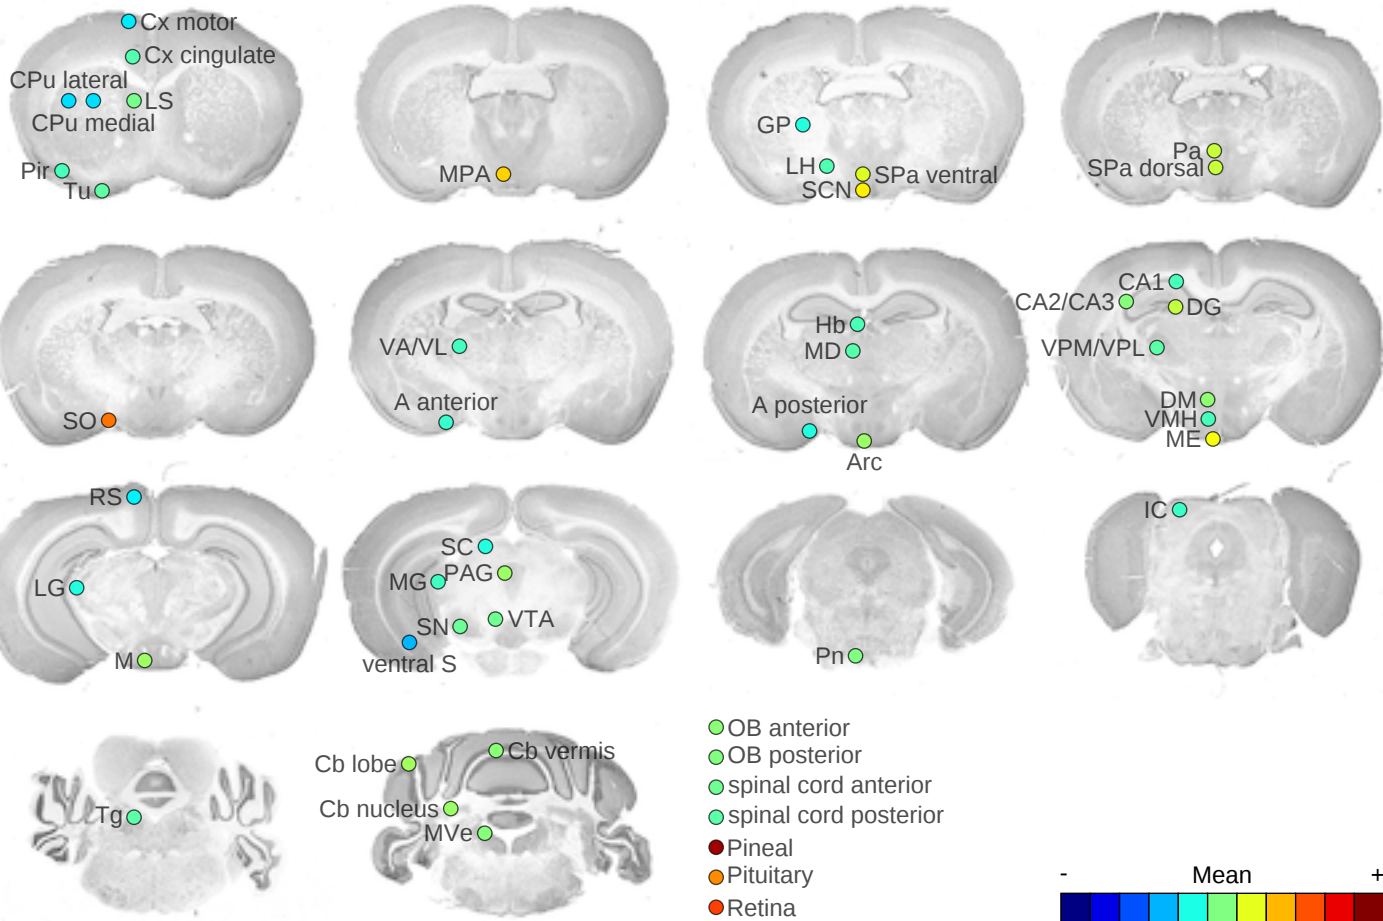 Cx motor
Cx cingulate
CPu lateral
LS
CPu medial
Pir
Tu
MPA
GP
LH
SPa ventral
SCN
Pa
SPa dorsal
SO
VA/VL
A anterior
Hb
MD
A posterior
Arc
CA1
CA2/CA3
DG
VPM/VPL
DM
VMH
ME
RS
LG
M
SC
MG
PAG
SN
VTA
ventral S
Pn
IC
Tg
Cb lobe
Cb vermis
Cb nucleus
MVe
OB anterior
OB posterior
spinal cord anterior
spinal cord posterior
Pineal
Pituitary
Retina
- Mean +